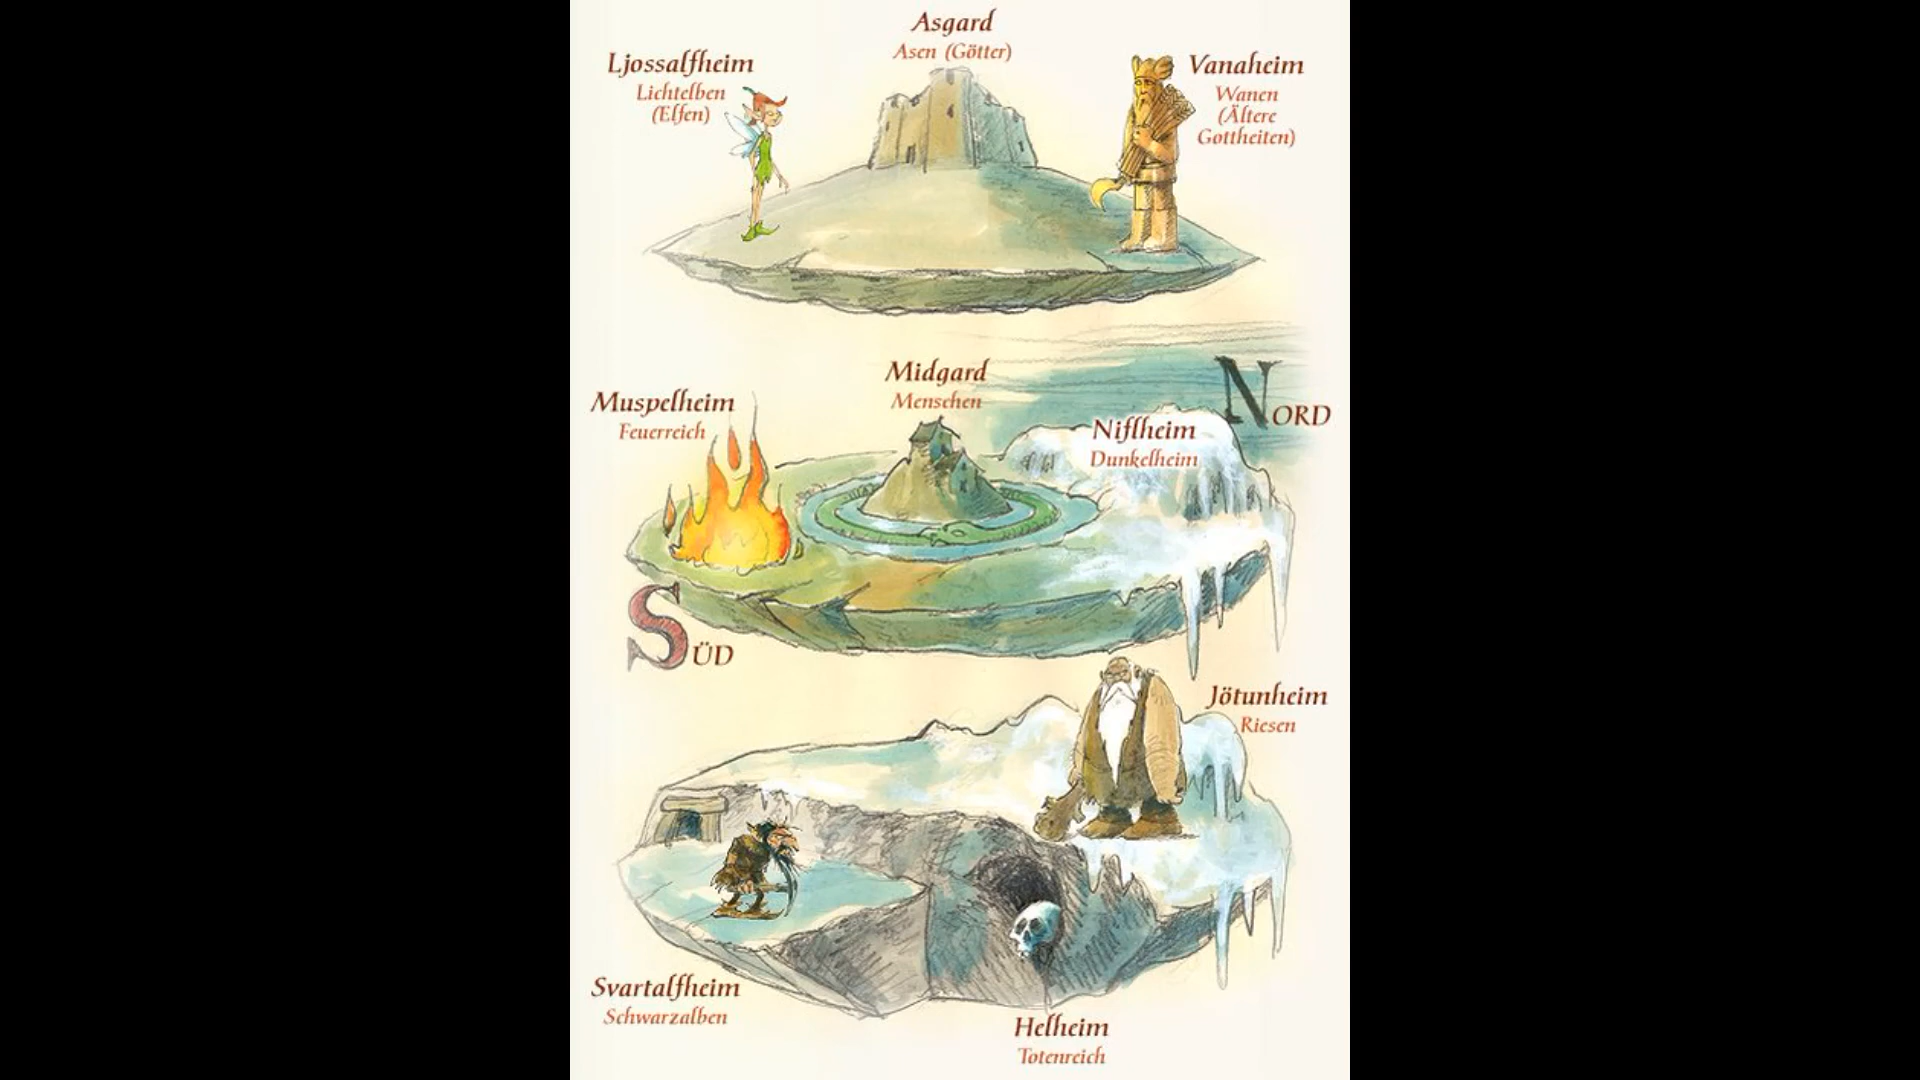 Asgard
Asen (Götter)
Ljossalfheim
Lichtelben
(Elfen)
Vanaheim
Wanen
(Ältere
Gottheiten)
Midgard
Menschen
Muspelheim
Feuerreich
NORD
Niflheim
Dunkelheim
SÜD
Jötunheim
Riesen
Svartalfheim
Schwarzalben
Helheim
Totenreich